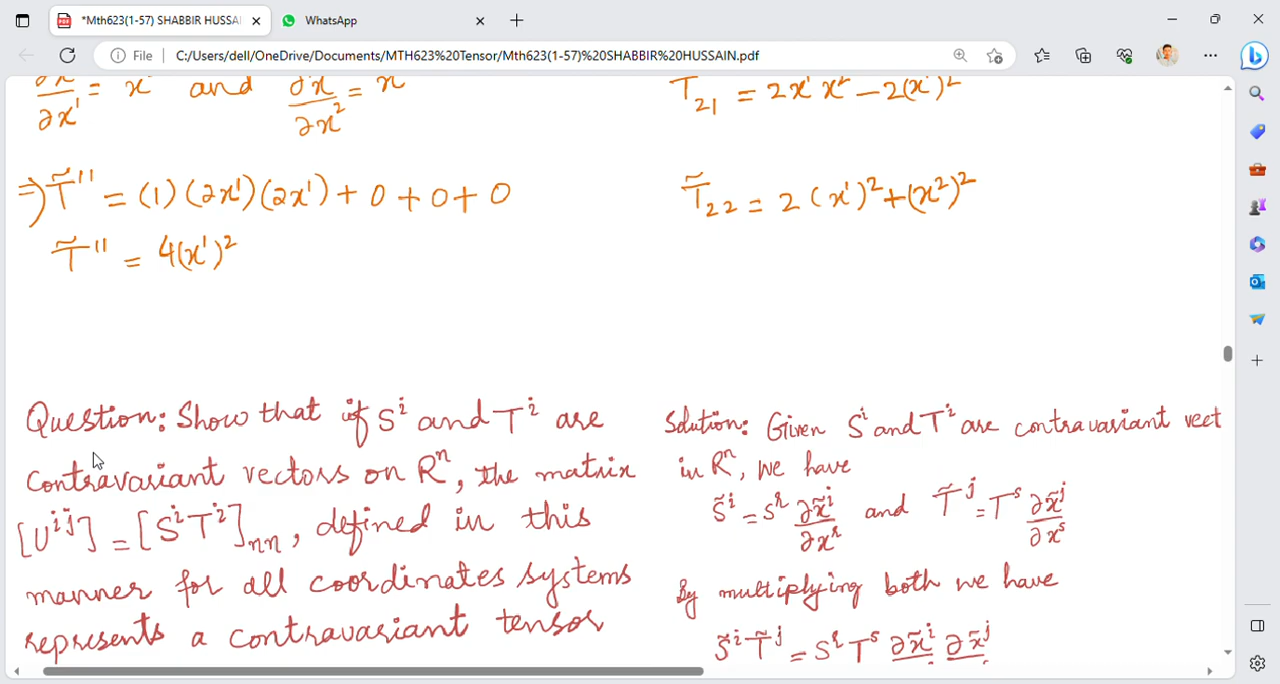 *Mth623(1-57) SHABBIR HUSSAI
WhatsApp
File
C:/Users/dell/OneDrive/Documents/MTH623%20Tensor/Mth623(1-57)%20SHABBIR%20HUSSAIN.pdf
∂x̃/∂x¹ = x and ∂x̃/∂x² = x
⇒ T̃¹¹ = (1)(2x¹)(2x¹) + 0 + 0 + 0
T̃¹¹ = 4(x¹)²
T₂₁ = 2x¹x² − 2(x¹)²
T̃₂₂ = 2(x¹)² + (x²)²
Question: Show that if Sⁱ and Tⁱ are
contravariant vectors on Rⁿ, the matrix
[Uⁱʲ] = [SⁱTʲ]ₙₙ, defined in this
manner for all coordinates systems
represents a contravariant tensor
Solution: Given Sⁱ and Tⁱ are contravariant vect
in Rⁿ, we have
S̃ⁱ = Sʳ ∂x̃ⁱ/∂xʳ and T̃ʲ = Tˢ ∂x̃ʲ/∂xˢ
By multiplying both we have
S̃ⁱ T̃ʲ = Sʳ Tˢ ∂x̃ⁱ ∂x̃ʲ